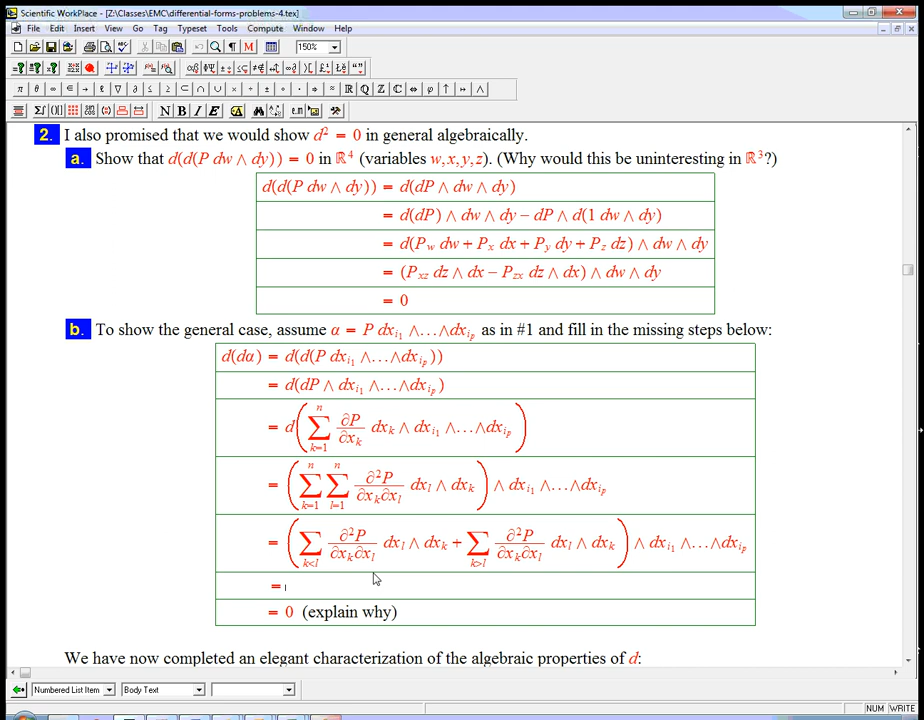 Scientific WorkPlace - [Z:\Classes\EMC\differential-forms-problems-4.tex]
File Edit Insert View Go Tag Typeset Tools Compute Window Help
150%
N B I E
2. I also promised that we would show d² = 0 in general algebraically.
a. Show that d(d(P dw ∧ dy)) = 0 in ℝ⁴ (variables w, x, y, z). (Why would this be uninteresting in ℝ³?)
d(d(P dw ∧ dy)) = d(dP ∧ dw ∧ dy)
= d(dP) ∧ dw ∧ dy − dP ∧ d(1 dw ∧ dy)
= d(P_w dw + P_x dx + P_y dy + P_z dz) ∧ dw ∧ dy
= (P_xz dz ∧ dx − P_zx dz ∧ dx) ∧ dw ∧ dy
= 0
b. To show the general case, assume α = P dx_{i_1} ∧…∧dx_{i_p} as in #1 and fill in the missing steps below:
d(dα) = d(d(P dx_{i_1} ∧…∧dx_{i_p}))
= d(dP ∧ dx_{i_1} ∧…∧dx_{i_p})
= d(∑_{k=1}^{n} ∂P/∂x_k dx_k ∧ dx_{i_1} ∧…∧dx_{i_p})
= (∑_{k=1}^{n} ∑_{l=1}^{n} ∂²P/∂x_k∂x_l dx_l ∧ dx_k) ∧ dx_{i_1} ∧…∧dx_{i_p}
= (∑_{k<l} ∂²P/∂x_k∂x_l dx_l ∧ dx_k + ∑_{k>l} ∂²P/∂x_k∂x_l dx_l ∧ dx_k) ∧ dx_{i_1} ∧…∧dx_{i_p}
=
= 0 (explain why)
We have now completed an elegant characterization of the algebraic properties of d:
Numbered List Item Body Text
NUM WRITE